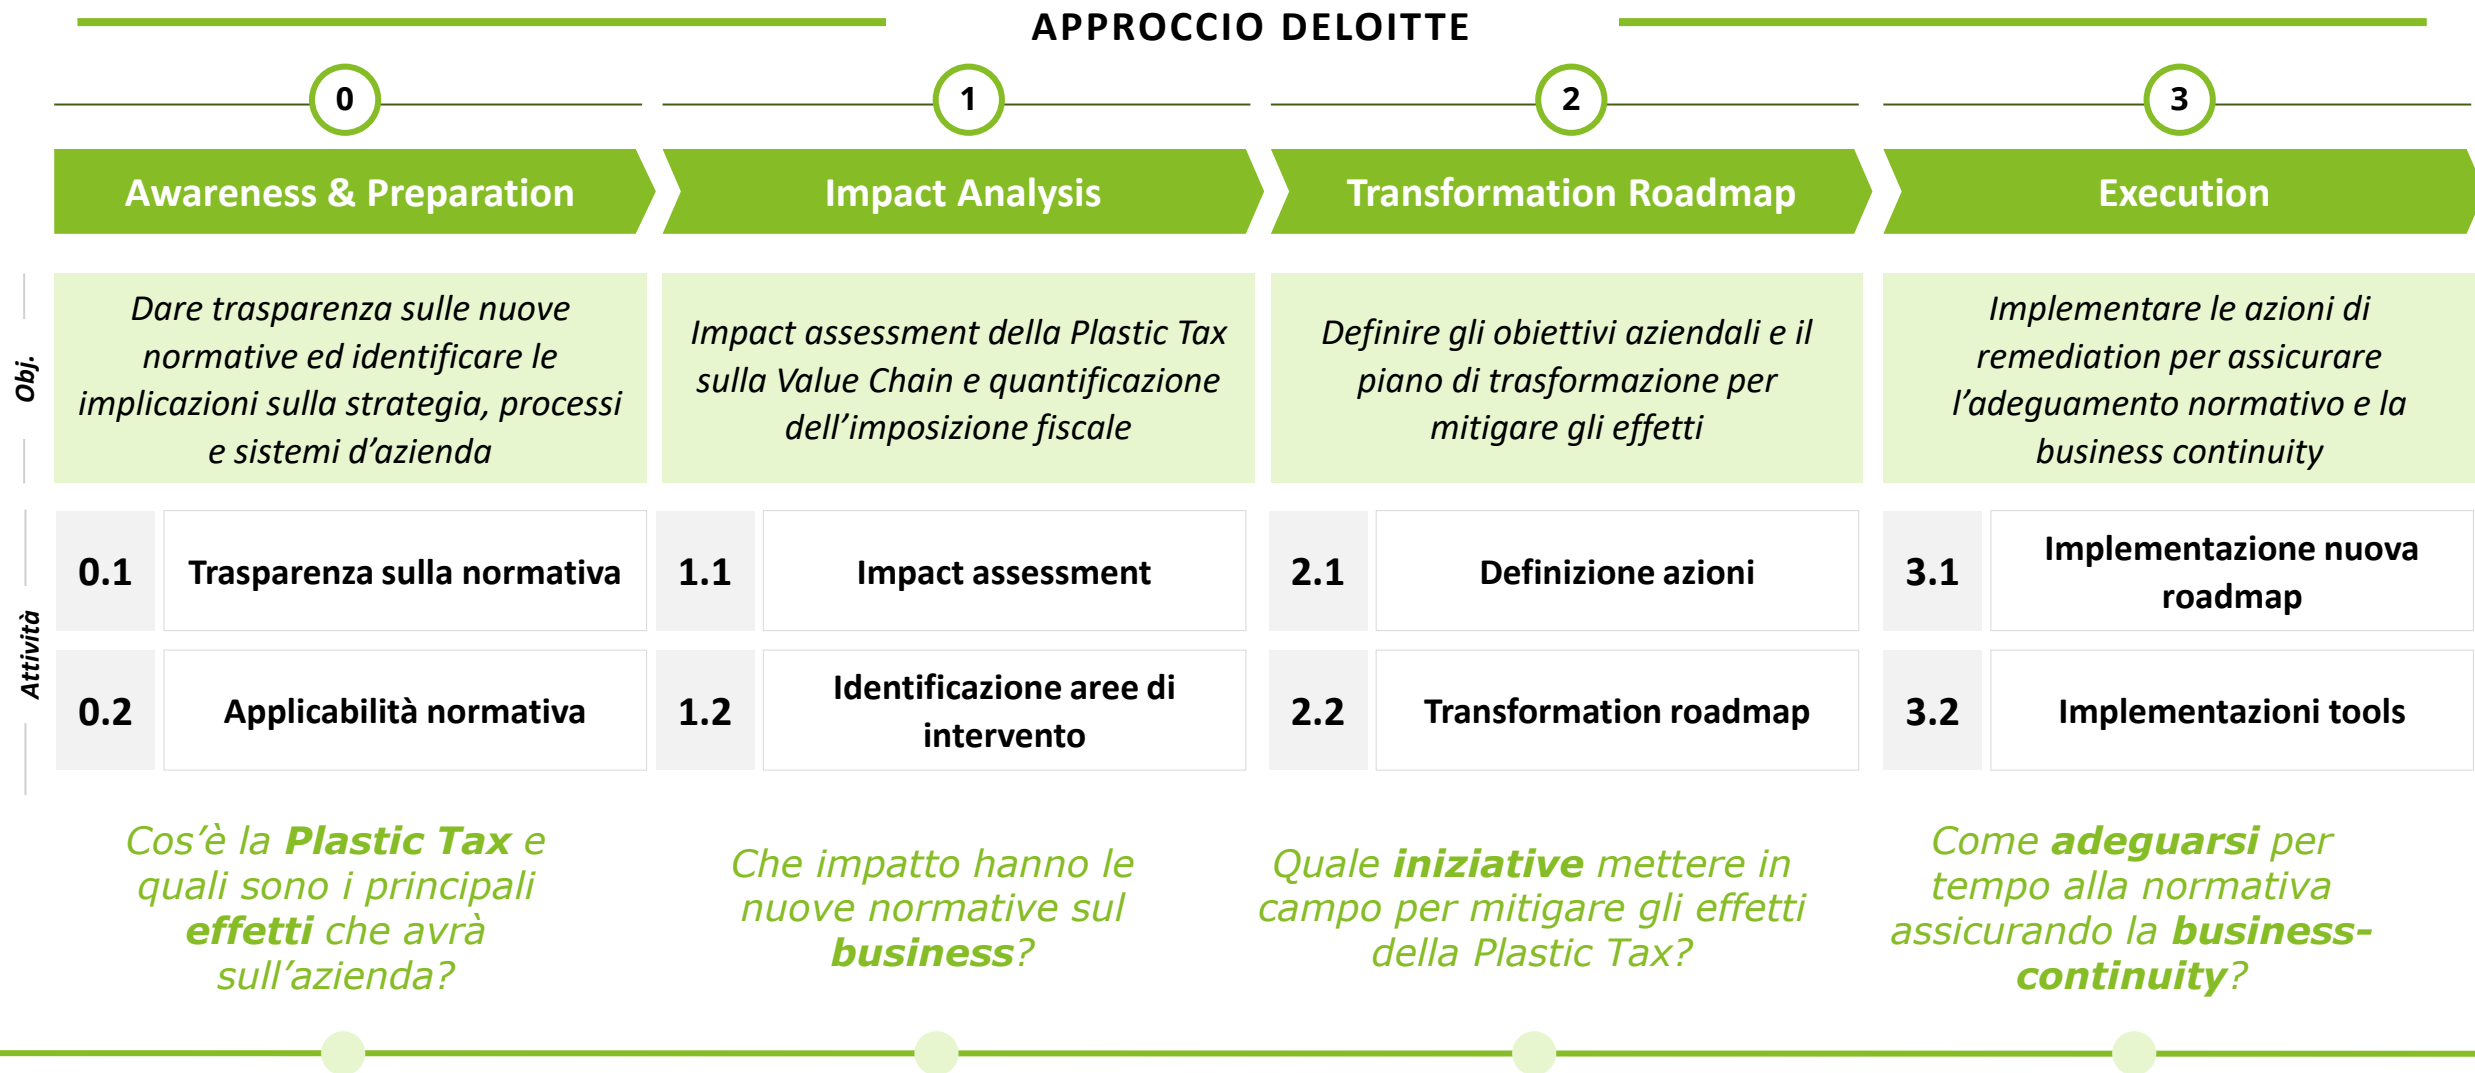 APPROCCIO DELOITTE
0
1
2
3
Awareness & Preparation
Impact Analysis
Transformation Roadmap
Execution
Obj.
Dare trasparenza sulle nuove
normative ed identificare le
implicazioni sulla strategia, processi
e sistemi d’azienda
Impact assessment della Plastic Tax
sulla Value Chain e quantificazione
dell’imposizione fiscale
Definire gli obiettivi aziendali e il
piano di trasformazione per
mitigare gli effetti
Implementare le azioni di
remediation per assicurare
l’adeguamento normativo e la
business continuity
Attività
0.1
Trasparenza sulla normativa
1.1
Impact assessment
2.1
Definizione azioni
3.1
Implementazione nuova
roadmap
0.2
Applicabilità normativa
1.2
Identificazione aree di
intervento
2.2
Transformation roadmap
3.2
Implementazioni tools
Cos’è la Plastic Tax e
quali sono i principali
effetti che avrà
sull’azienda?
Che impatto hanno le
nuove normative sul
business?
Quale iniziative mettere in
campo per mitigare gli effetti
della Plastic Tax?
Come adeguarsi per
tempo alla normativa
assicurando la business-
continuity?